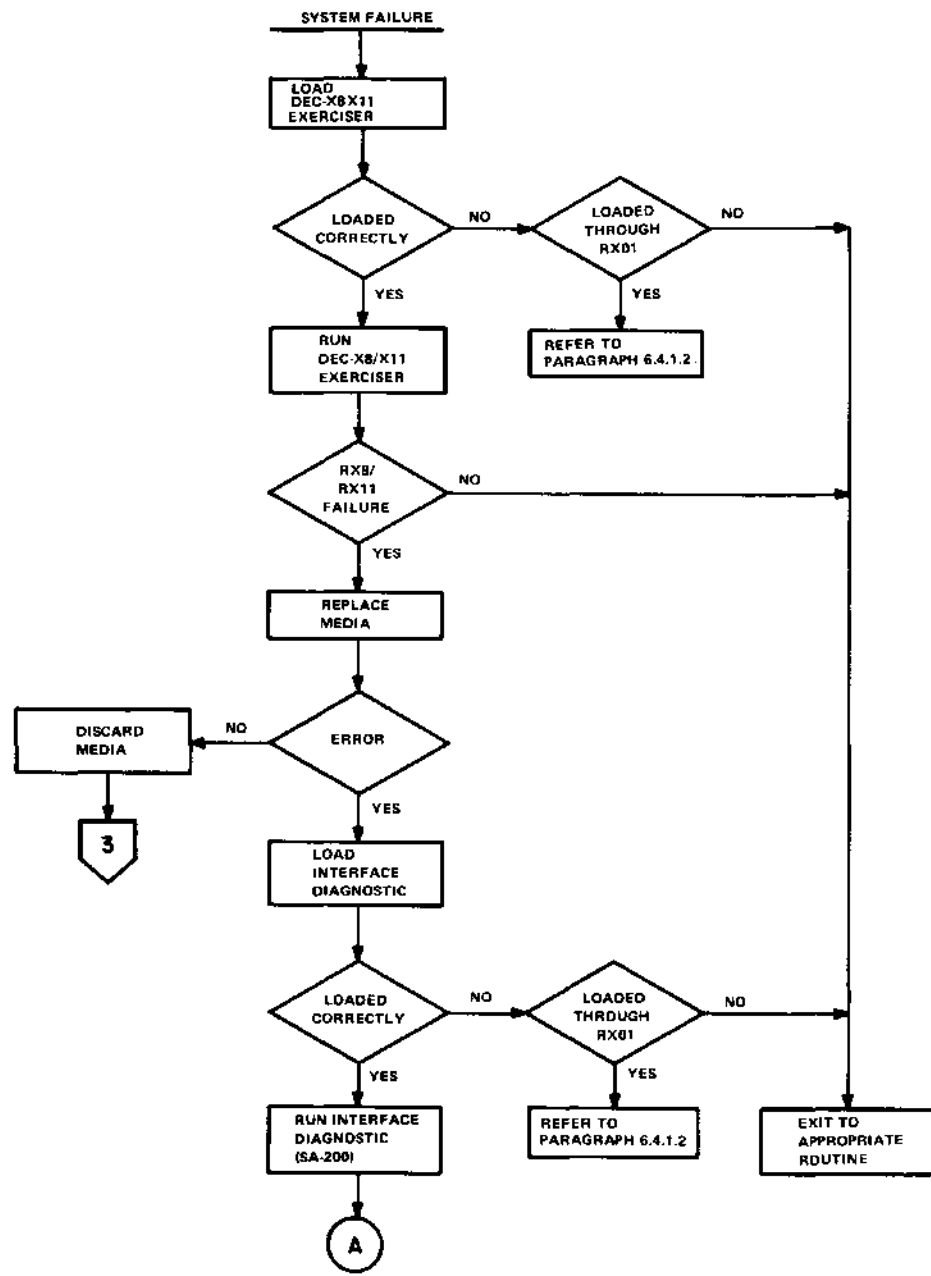 SYSTEM FAILURE
LOAD
DEC-X8X11
EXERCISER
LOADED
CORRECTLY
NO
LOADED
THROUGH
RX01
NO
YES
YES
RUN
DEC-X8/X11
EXERCISER
REFER TO
PARAGRAPH 6.4.1.2.
RX8/
RX11
FAILURE
NO
YES
REPLACE
MEDIA
DISCARD
MEDIA
NO
ERROR
YES
3
LOAD
INTERFACE
DIAGNOSTIC
LOADED
CORRECTLY
NO
LOADED
THROUGH
RX01
NO
YES
YES
RUN INTERFACE
DIAGNOSTIC
(SA-200)
REFER TO
PARAGRAPH 6.4.1.2
EXIT TO
APPROPRIATE
ROUTINE
A